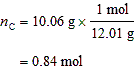 n_C = 10.06 g × 1 mol / 12.01 g
= 0.84 mol